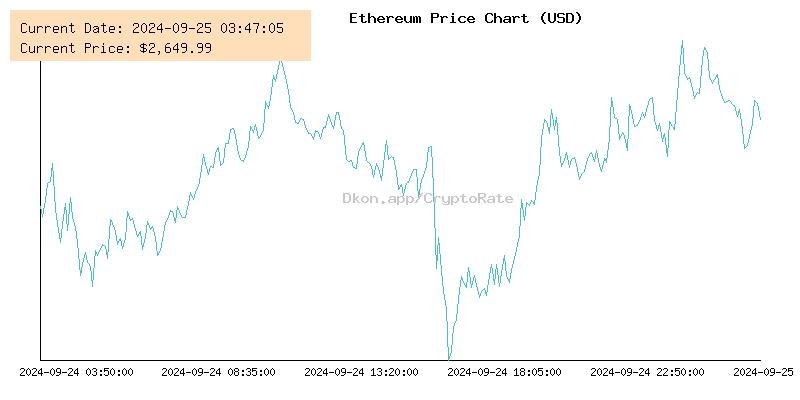 Ethereum Price Chart (USD)
Current Date: 2024-09-25 03:47:05
Current Price: $2,649.99
Dkon.app/CryptoRate
2024-09-24 03:50:00 2024-09-24 08:35:00 2024-09-24 13:20:00 2024-09-24 18:05:00 2024-09-24 22:50:00 2024-09-25